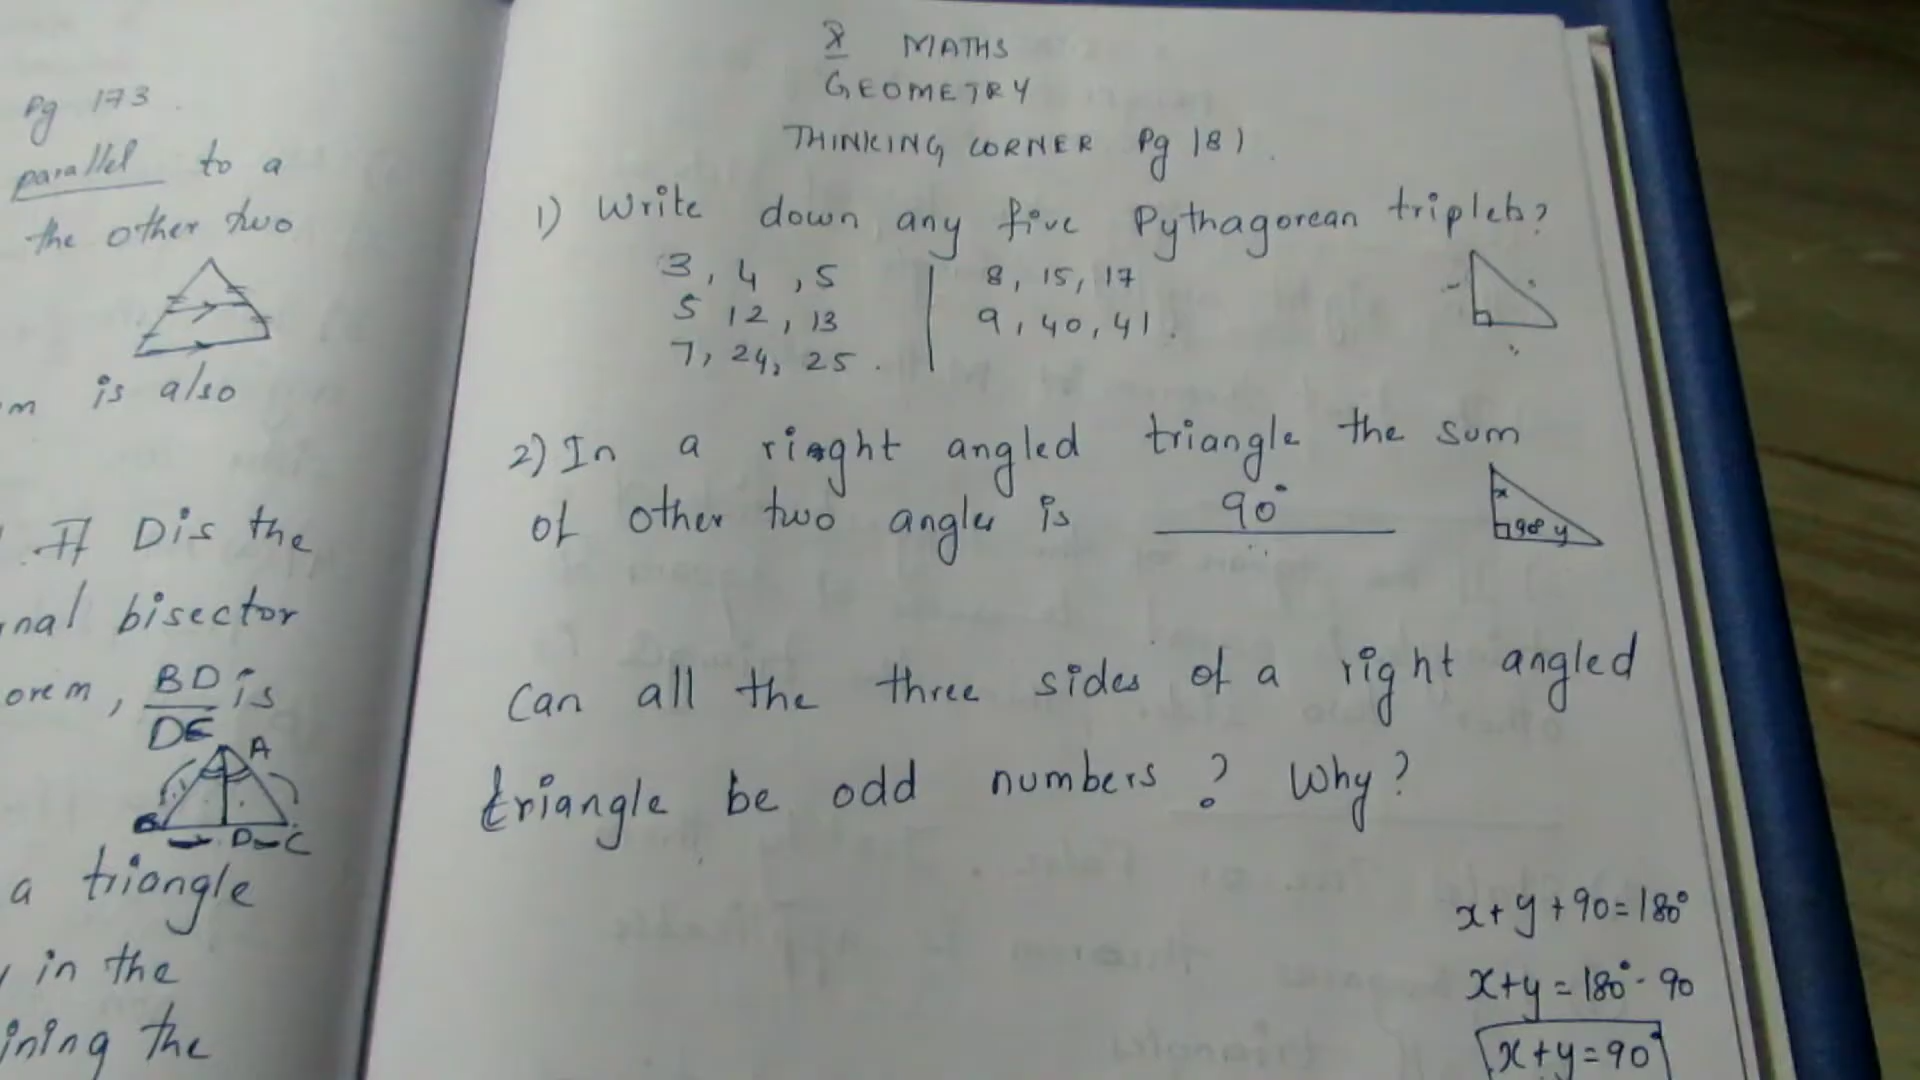 Pg 173
parallel to a
the other two
is also
If D is the
bisector
BD is
DE
A
B D C
a triangle
in the
the
X MATHS
GEOMETRY
THINKING CORNER Pg 181
1) Write down any five Pythagorean triplets?
3, 4, 5 8, 15, 17
5 12, 13 9, 40, 41.
7, 24, 25.
2) In a right angled triangle the sum
of other two angles is 90°
x
90° y
Can all the three sides of a right angled
triangle be odd numbers? Why?
x+y+90=180°
x+y=180°-90
x+y=90°